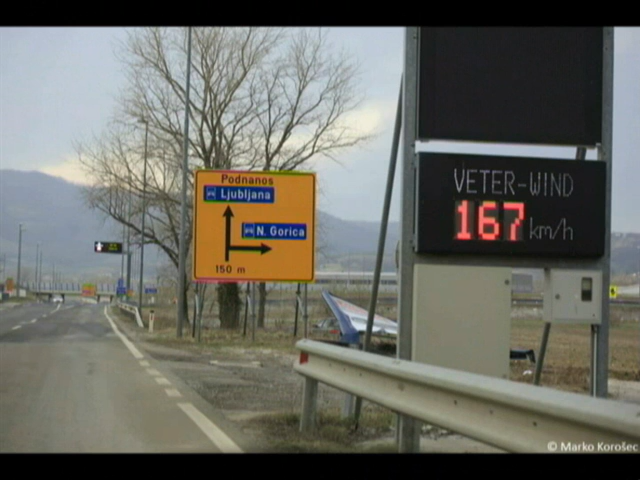 Podnanos
Ljubljana
N. Gorica
150 m
VETER-WIND
167 km/h
© Marko Korošec